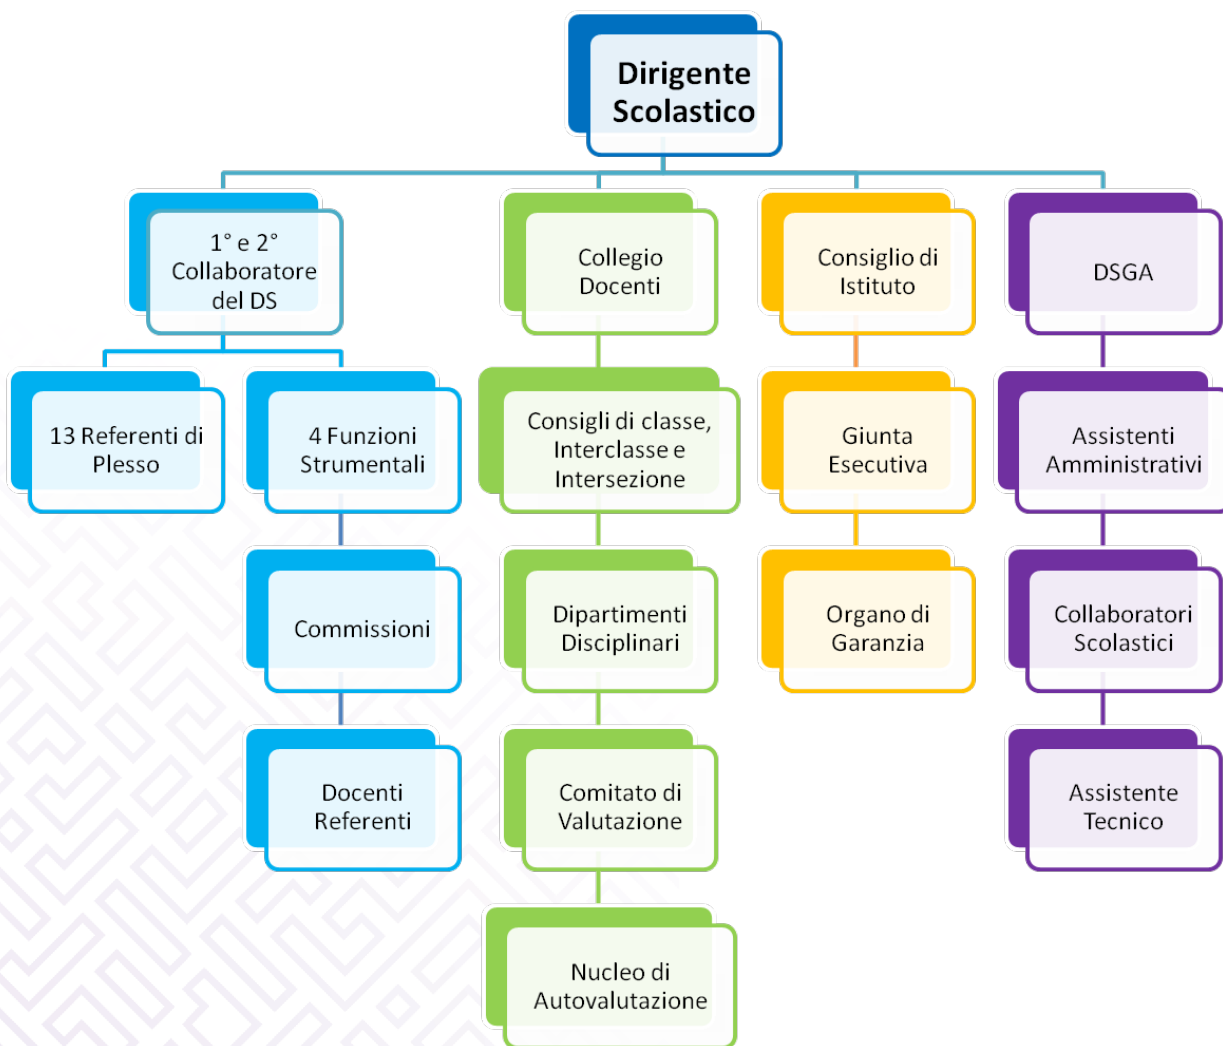 Dirigente
Scolastico
1° e 2°
Collaboratore
del DS
Collegio
Docenti
Consiglio di
Istituto
DSGA
13 Referenti di
Plesso
4 Funzioni
Strumentali
Consigli di classe,
Interclasse e
Intersezione
Giunta
Esecutiva
Assistenti
Amministrativi
Commissioni
Dipartimenti
Disciplinari
Organo di
Garanzia
Collaboratori
Scolastici
Docenti
Referenti
Comitato di
Valutazione
Assistente
Tecnico
Nucleo di
Autovalutazione